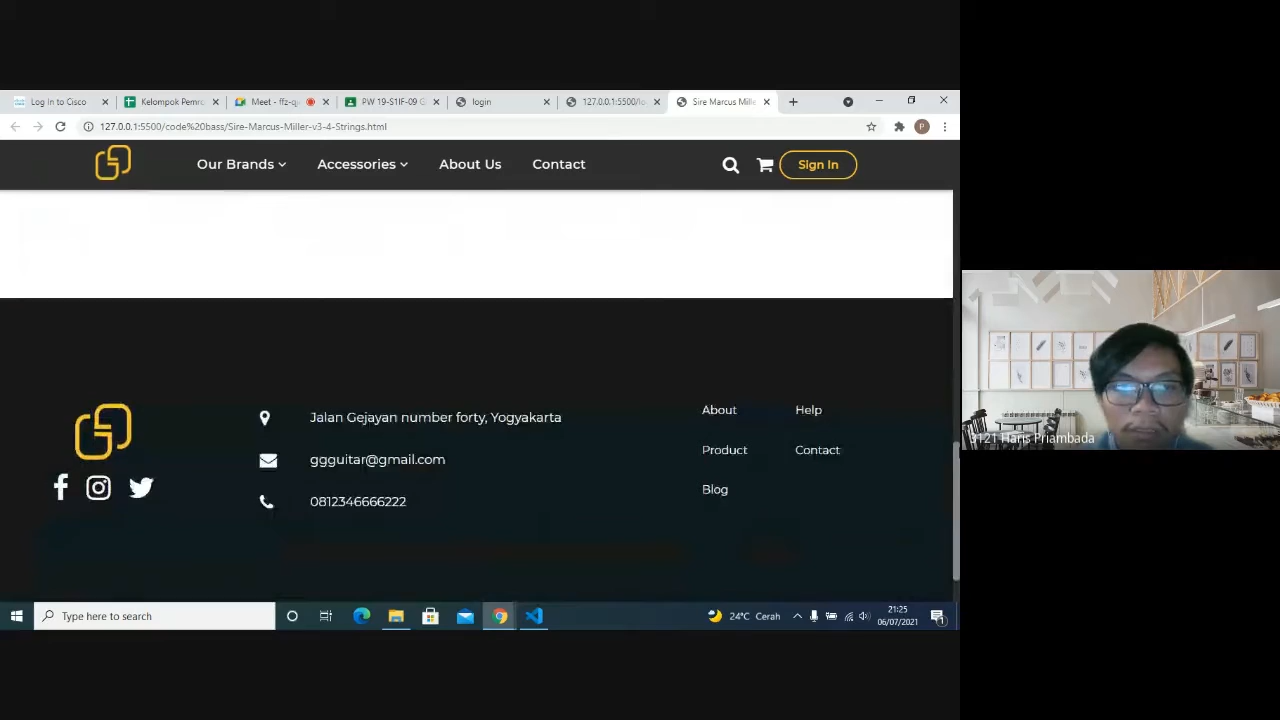 Log In to Cisco
Kelompok Pemro
Meet - ffz-q
PW 19-S1IF-09 G
login
127.0.0.1:5500/lo
Sire Marcus Mille
127.0.0.1:5500/code%20bass/Sire-Marcus-Miller-v3-4-Strings.html
P
Our Brands
Accessories
About Us
Contact
Sign In
Jalan Gejayan number forty, Yogyakarta
ggguitar@gmail.com
0812346666222
About
Help
Product
Contact
Blog
3121 Haris Priambada
Type here to search
24°C Cerah
21:25
06/07/2021
1